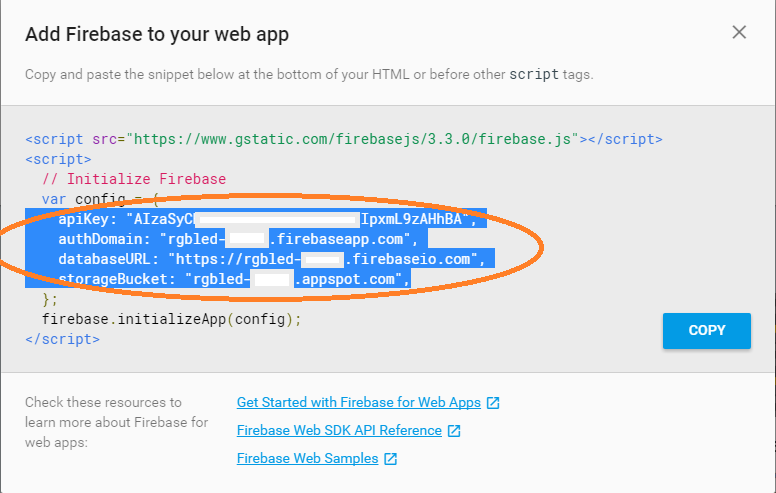 Add Firebase to your web app
Copy and paste the snippet below at the bottom of your HTML or before other script tags.
<script src="https://www.gstatic.com/firebasejs/3.3.0/firebase.js"></script>
<script>
// Initialize Firebase
var config = {
apiKey: "AIzaSyC IpxmL9zAHhBA",
authDomain: "rgbled- .firebaseapp.com",
databaseURL: "https://rgbled- .firebaseio.com",
storageBucket: "rgbled- .appspot.com",
};
firebase.initializeApp(config);
</script>
COPY
Check these resources to
learn more about Firebase for
web apps:
Get Started with Firebase for Web Apps
Firebase Web SDK API Reference
Firebase Web Samples